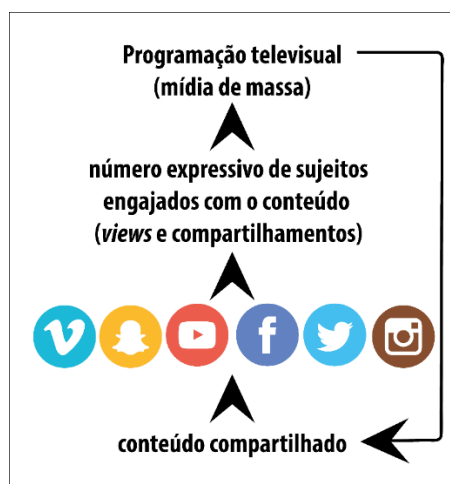 Programação televisual
(mídia de massa)
número expressivo de sujeitos
engajados com o conteúdo
(views e compartilhamentos)
conteúdo compartilhado